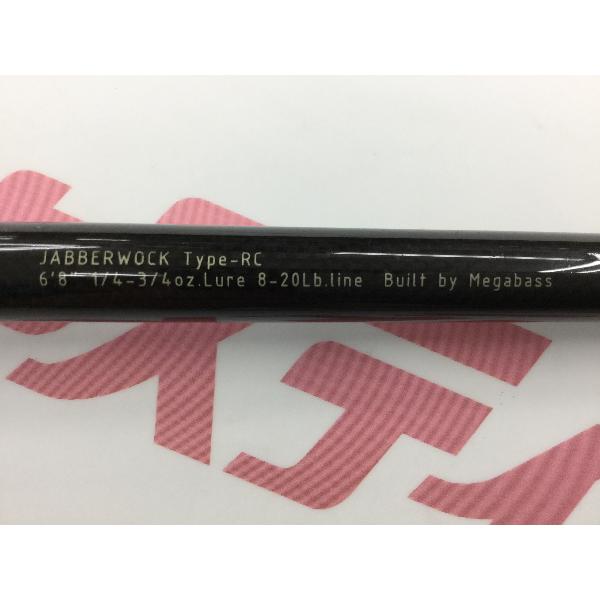 JABBERWOCK Type-RC
6'8" 1/4-3/4oz.Lure 8-20Lb.line Built by Megabass